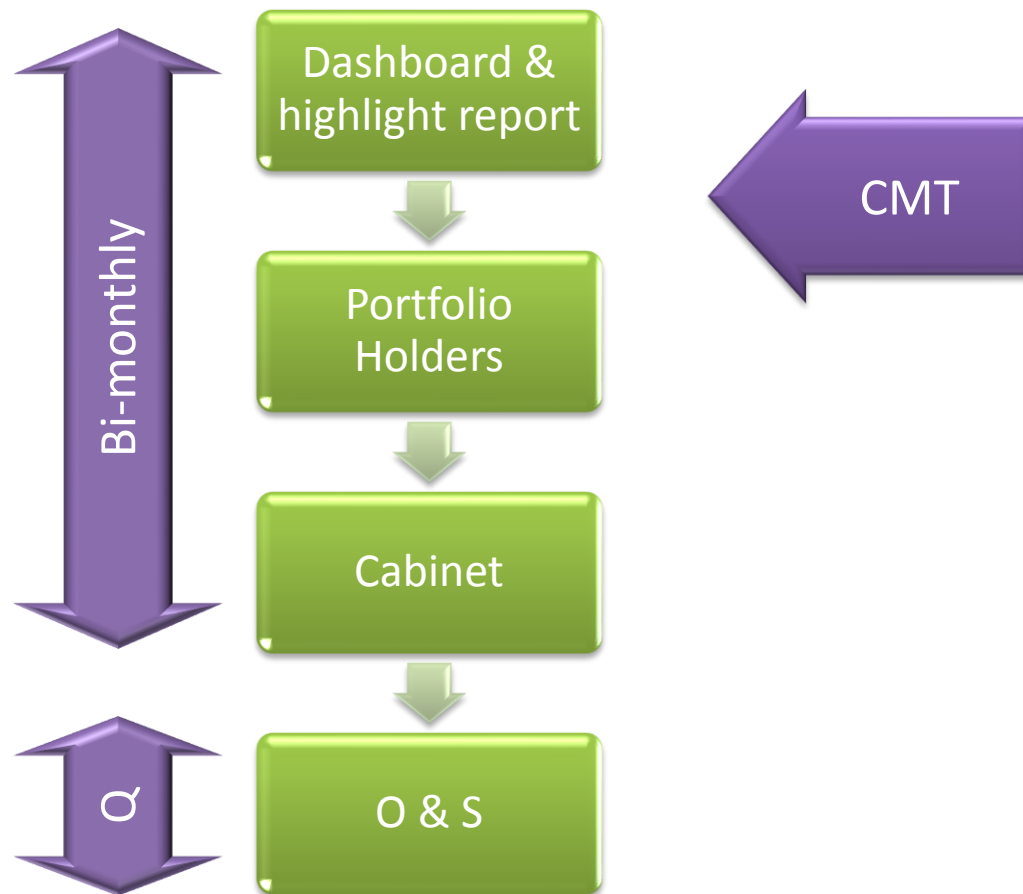 Dashboard &
highlight report
CMT
Bi-monthly
Portfolio
Holders
Cabinet
Q
O & S